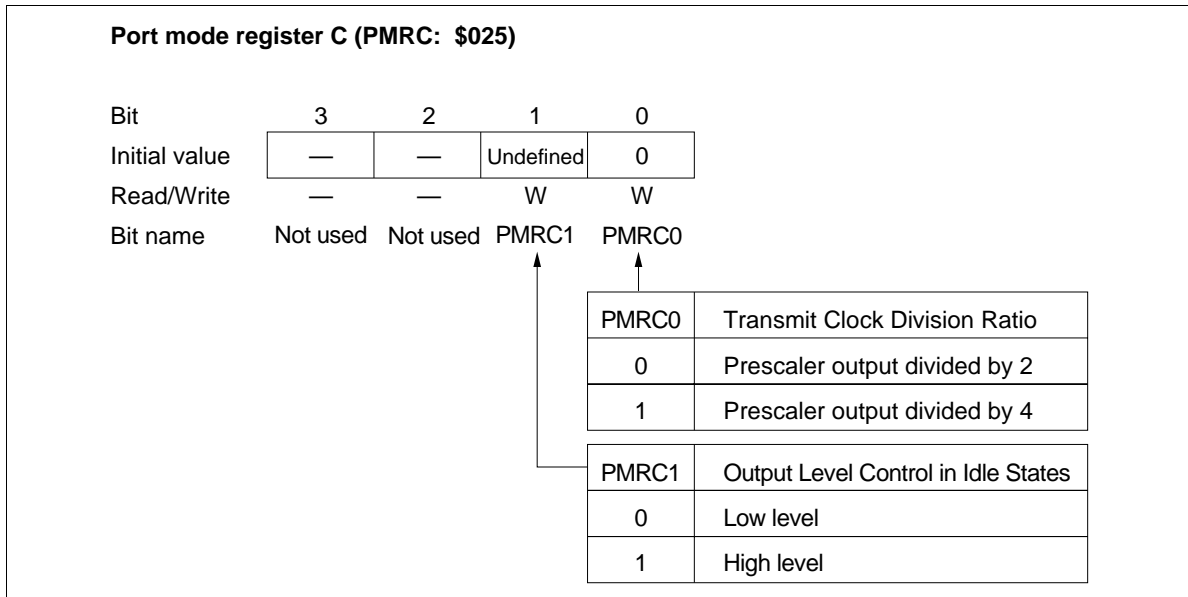 Port mode register C (PMRC: $025)
Bit 3 2 1 0
Initial value — — Undefined 0
Read/Write — — W W
Bit name Not used Not used PMRC1 PMRC0
PMRC0 Transmit Clock Division Ratio
0 Prescaler output divided by 2
1 Prescaler output divided by 4
PMRC1 Output Level Control in Idle States
0 Low level
1 High level